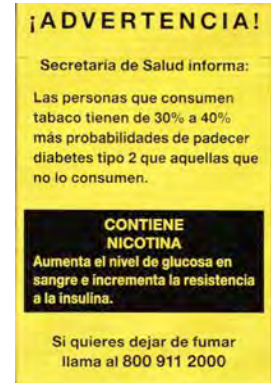 ¡ADVERTENCIA!
Secretaría de Salud informa:
Las personas que consumen
tabaco tienen de 30% a 40%
más probabilidades de padecer
diabetes tipo 2 que aquellas que
no lo consumen.
CONTIENE
NICOTINA
Aumenta el nivel de glucosa en
sangre e incrementa la resistencia
a la insulina.
Si quieres dejar de fumar
llama al 800 911 2000